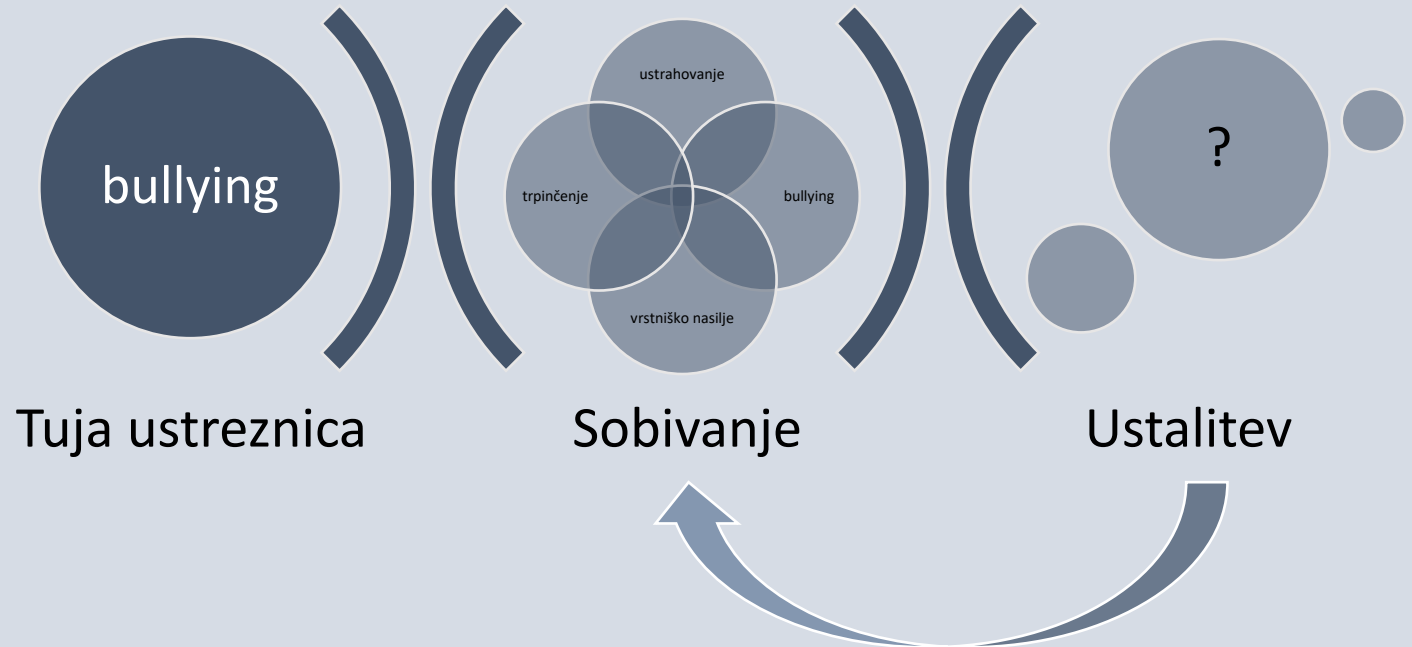 bullying
ustrahovanje
trpinčenje
bullying
vrstniško nasilje
?
Tuja ustreznica
Sobivanje
Ustalitev